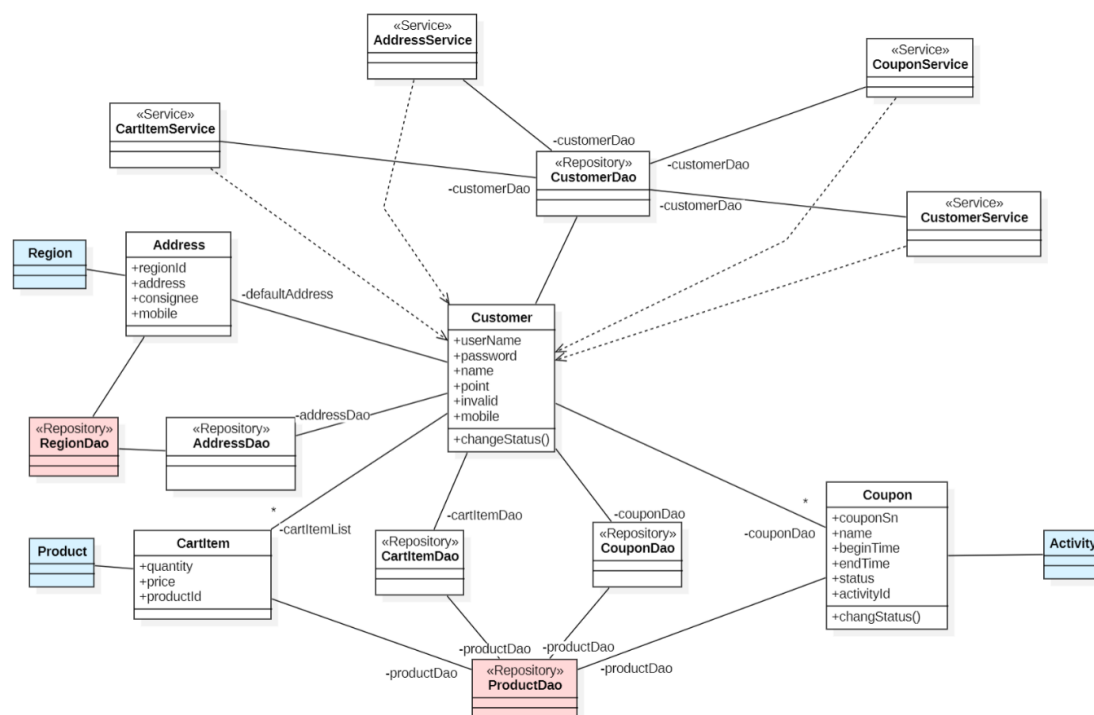 «Service»
AddressService
«Service»
CouponService
«Service»
CartItemService
-customerDao
«Repository»
CustomerDao
-customerDao
-customerDao
-customerDao
«Service»
CustomerService
Region
Address
+regionId
+address
+consignee
+mobile
-defaultAddress
Customer
+userName
+password
+name
+point
+invalid
+mobile
+changeStatus()
«Repository»
RegionDao
«Repository»
AddressDao
-addressDao
*
-cartItemList
-cartItemDao
-couponDao
*
-couponDao
Coupon
+couponSn
+name
+beginTime
+endTime
+status
+activityId
+changStatus()
Activity
Product
CartItem
+quantity
+price
+productId
«Repository»
CartItemDao
«Repository»
CouponDao
-productDao
-productDao
-productDao
-productDao
«Repository»
ProductDao